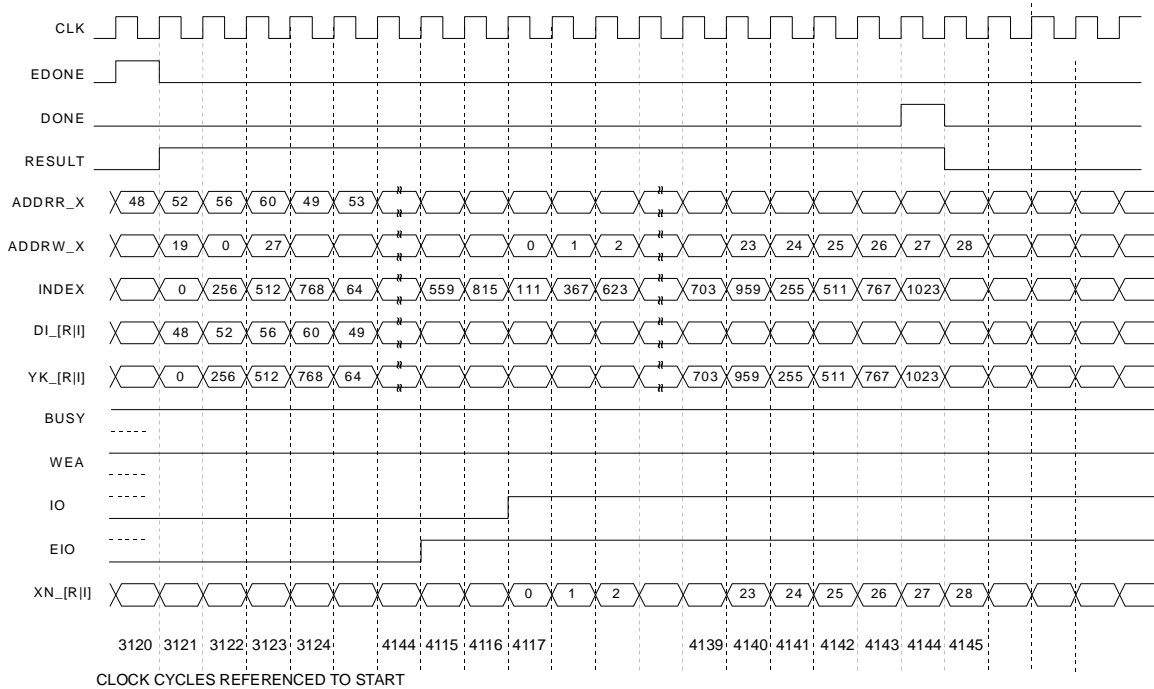 CLK
EDONE
DONE
RESULT
ADDRR_X 48 52 56 60 49 53
ADDRW_X 19 0 27 0 1 2 23 24 25 26 27 28
INDEX 0 256 512 768 64 559 815 111 367 623 703 959 255 511 767 1023
DI_[R|I] 48 52 56 60 49
YK_[R|I] 0 256 512 768 64 703 959 255 511 767 1023
BUSY
WEA
IO
EIO
XN_[R|I] 0 1 2 23 24 25 26 27 28
3120 3121 3122 3123 3124 4144 4115 4116 4117 4139 4140 4141 4142 4143 4144 4145
CLOCK CYCLES REFERENCED TO START